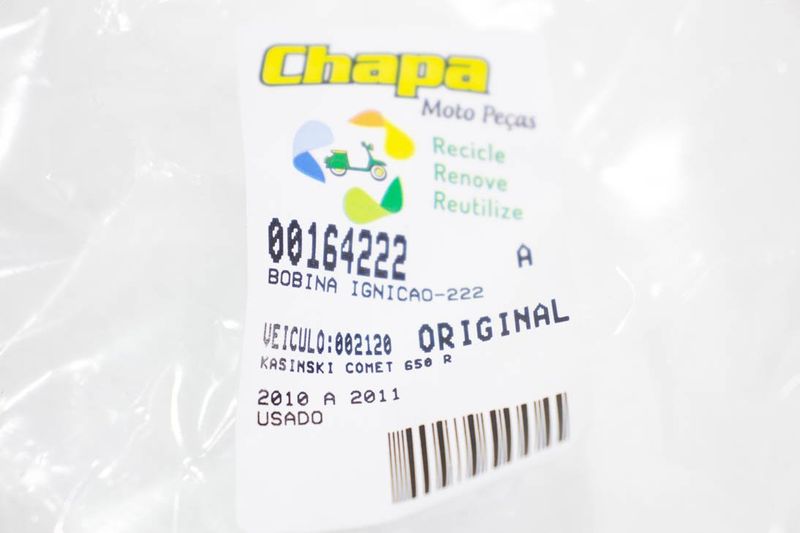 Chapa
Moto Peças
Recicle
Renove
Reutilize
00164222 A
BOBINA IGNICAO-222
VEICULO:002120 ORIGINAL
KASINSKI COMET 650 R
2010 A 2011
USADO